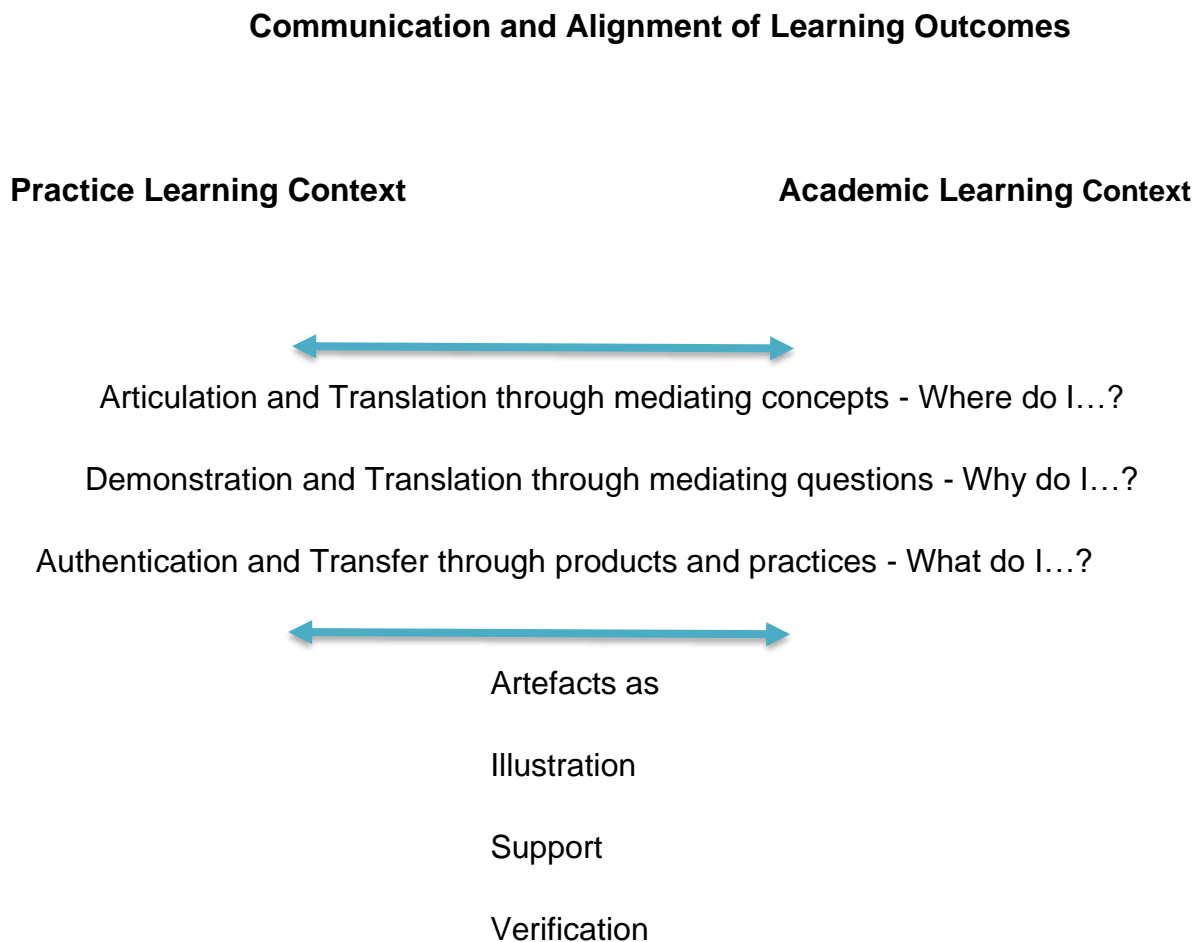 Communication and Alignment of Learning Outcomes
Practice Learning Context
Academic Learning Context
Articulation and Translation through mediating concepts - Where do I…?
Demonstration and Translation through mediating questions - Why do I…?
Authentication and Transfer through products and practices - What do I…?
Artefacts as
Illustration
Support
Verification